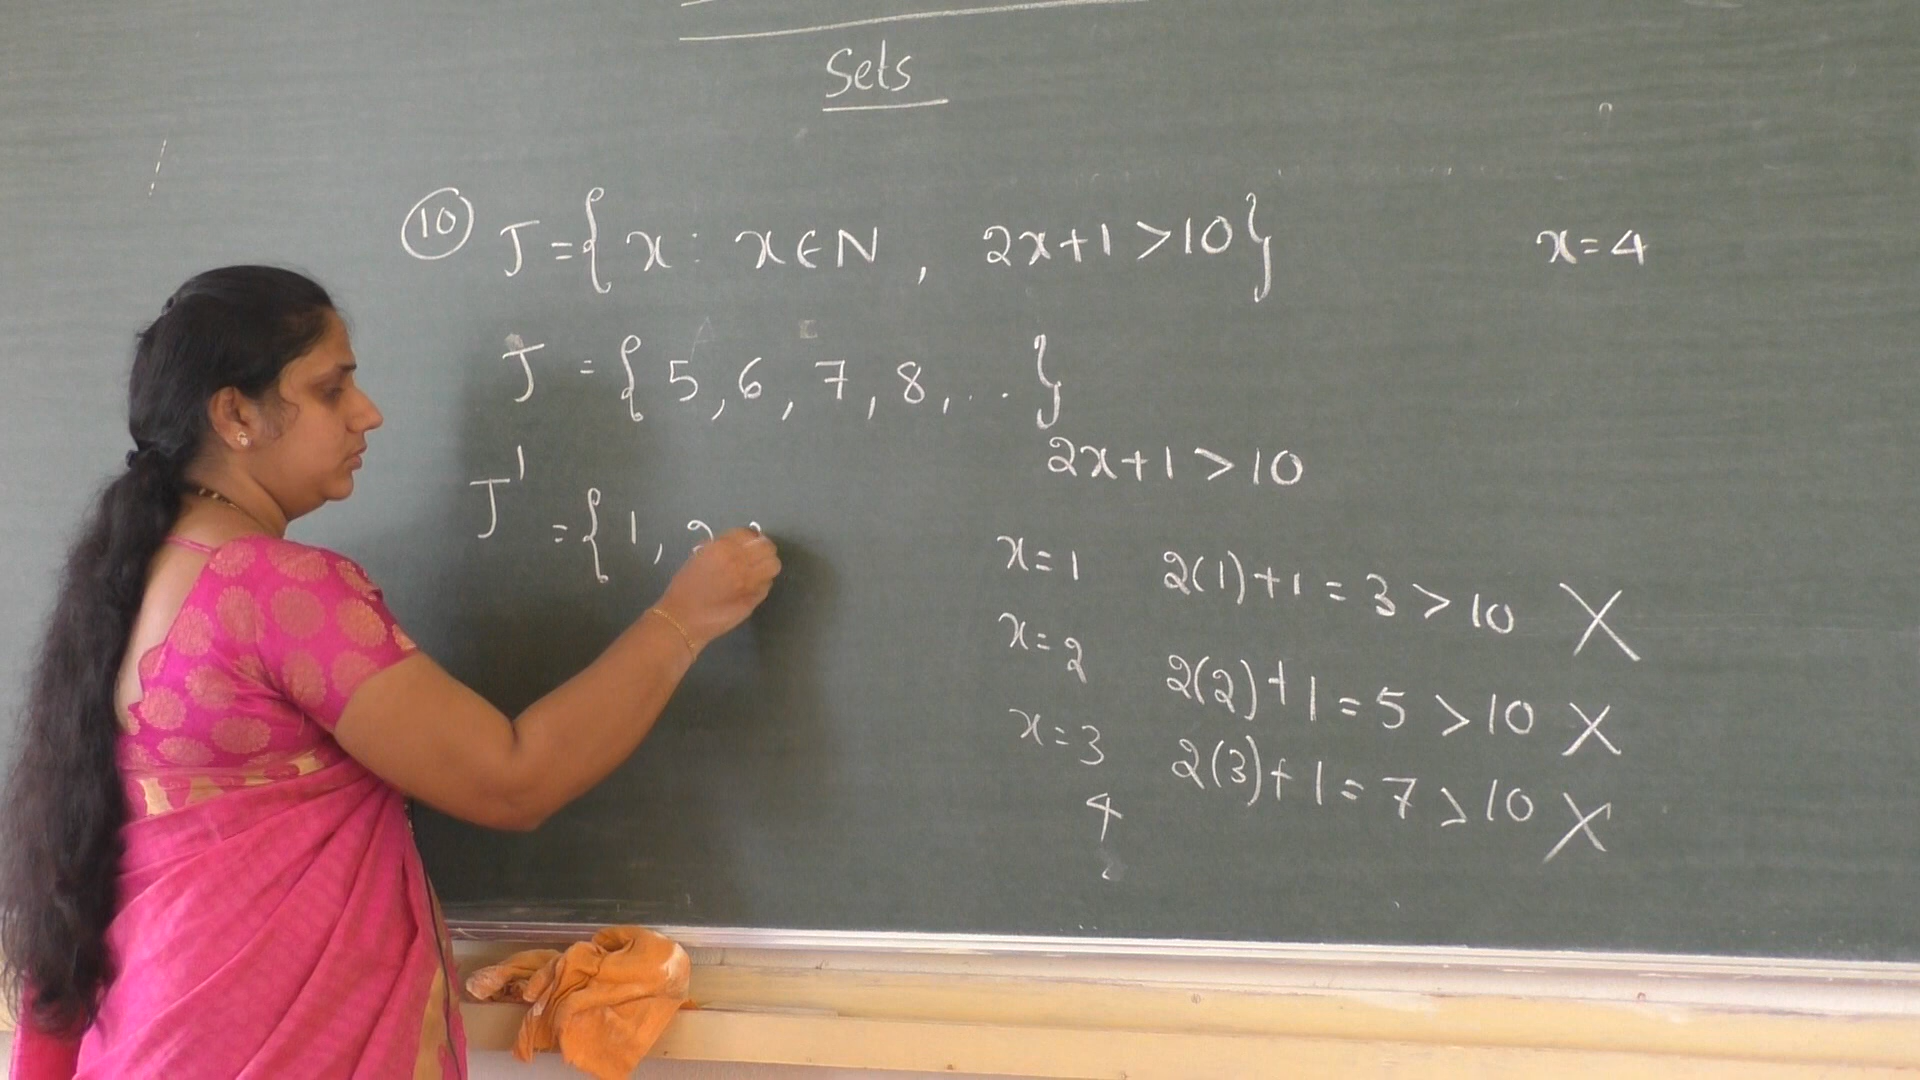 Sets
10 J = { x : x ∈ N , 2x+1 > 10 }
x = 4
J = { 5 , 6 , 7 , 8 , . . }
2x+1 > 10
J' = { 1 , 2
x = 1 2(1)+1 = 3 > 10 X
x = 2 2(2)+1 = 5 > 10 X
x = 3 2(3)+1 = 7 > 10 X
4